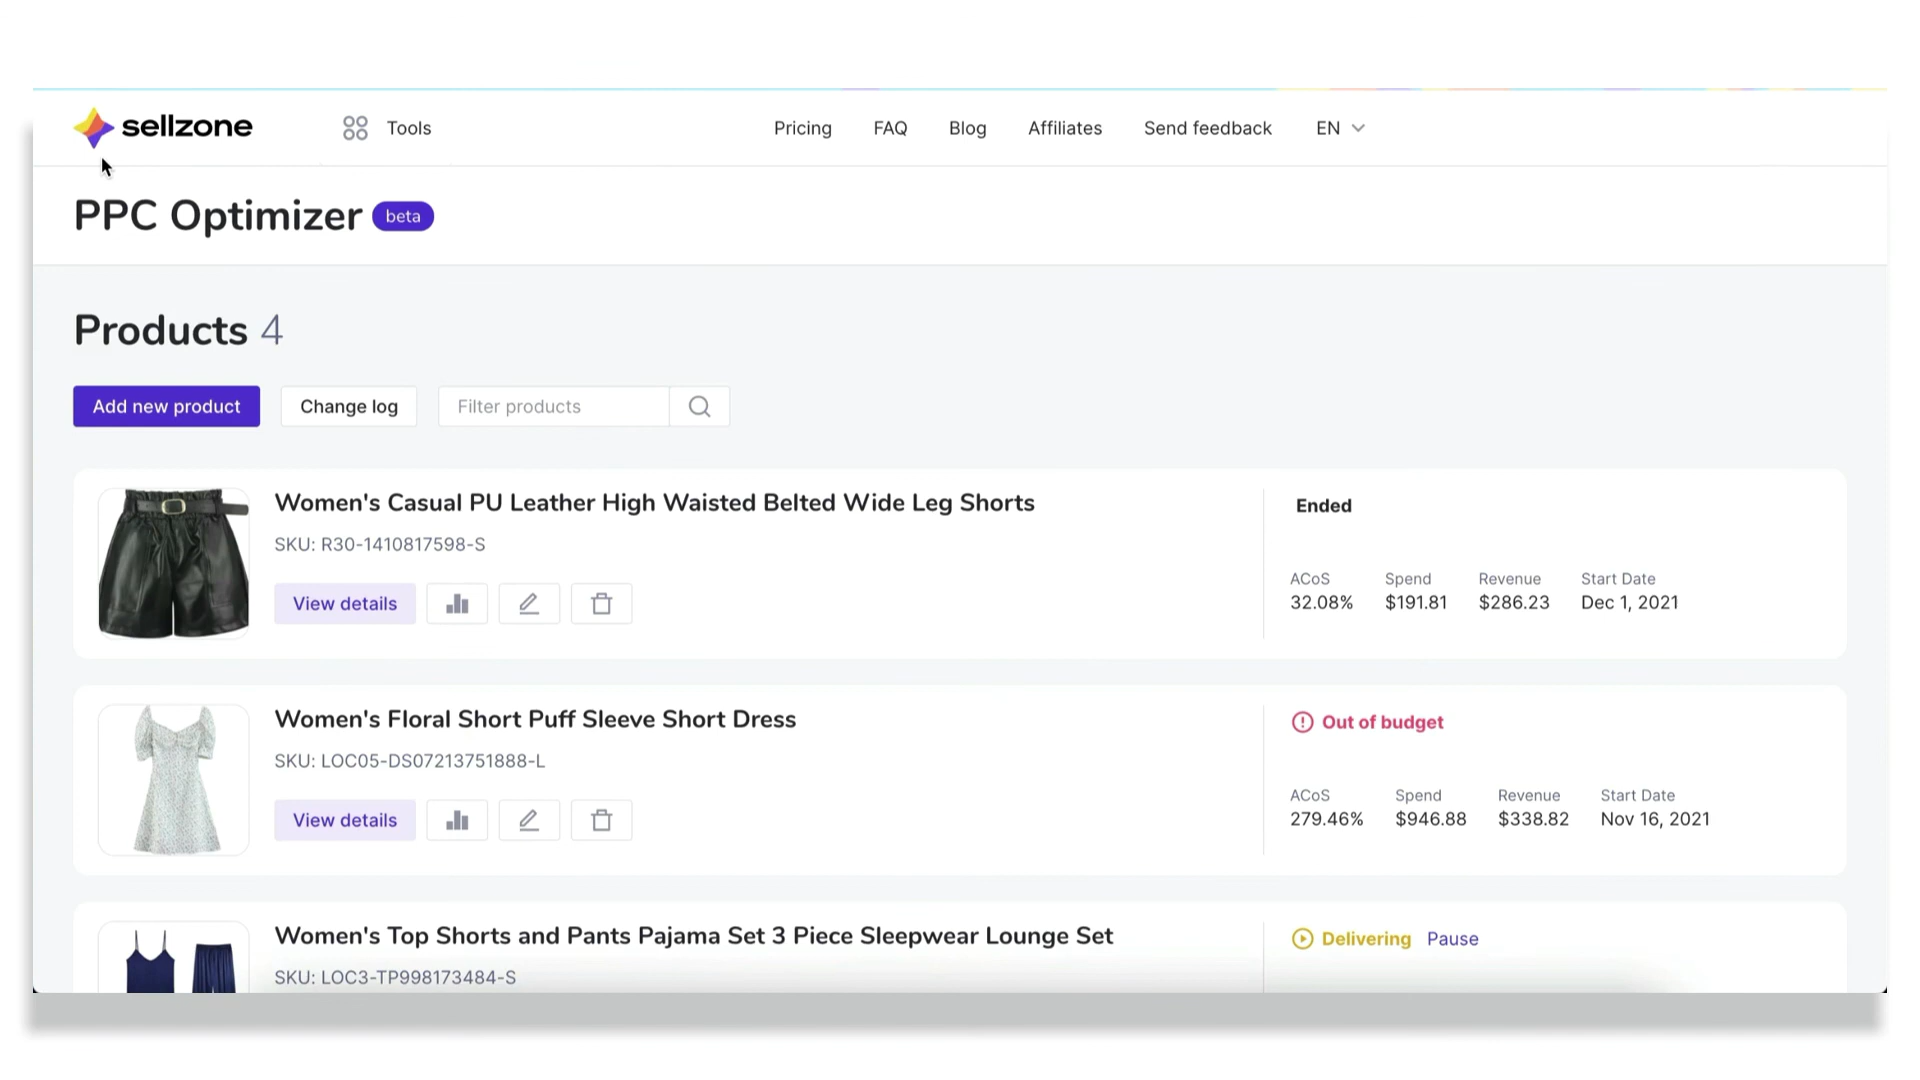 sellzone
Tools
Pricing
FAQ
Blog
Affiliates
Send feedback
EN
PPC Optimizer beta
Products 4
Add new product
Change log
Filter products
Women's Casual PU Leather High Waisted Belted Wide Leg Shorts
SKU: R30-1410817598-S
View details
Ended
ACoS Spend Revenue Start Date
32.08% $191.81 $286.23 Dec 1, 2021
Women's Floral Short Puff Sleeve Short Dress
SKU: LOC05-DS07213751888-L
View details
Out of budget
ACoS Spend Revenue Start Date
279.46% $946.88 $338.82 Nov 16, 2021
Women's Top Shorts and Pants Pajama Set 3 Piece Sleepwear Lounge Set
SKU: LOC3-TP998173484-S
Delivering Pause